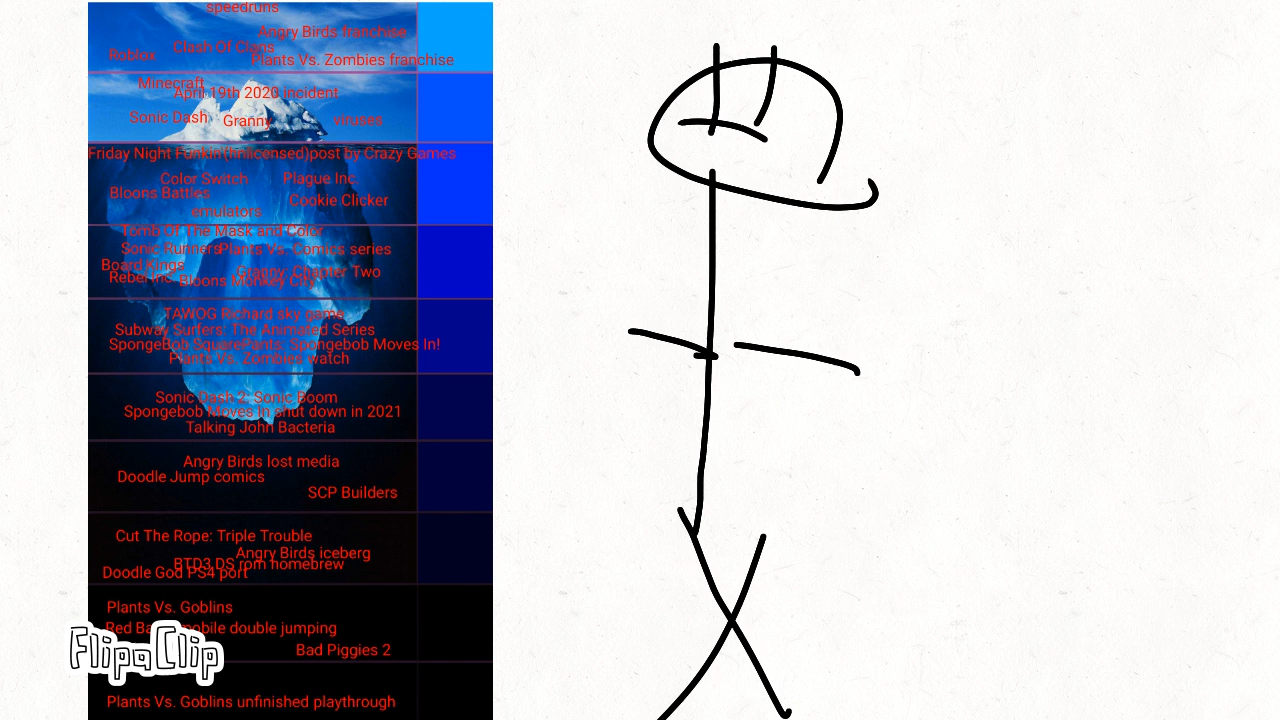 speedruns
Angry Birds franchise
Clash Of Clans
Roblox
Plants Vs. Zombies franchise
Minecraft
April 19th 2020 incident
Sonic Dash
Granny
viruses
Friday Night Funkin'(hnlicensed)post by Crazy Games
Color Switch
Plague Inc.
Bloons Battles
Cookie Clicker
emulators
Tomb Of The Mask and Color
Sonic Runners
Plants Vs. Comics series
Board Kings
Granny: Chapter Two
Rebel Inc.
Bloons Monkey City
TAWOG Richard sky game
Subway Surfers: The Animated Series
SpongeBob SquarePants: Spongebob Moves In!
Plants Vs. Zombies watch
Sonic Dash 2: Sonic Boom
Spongebob Moves In shut down in 2021
Talking John Bacteria
Angry Birds lost media
Doodle Jump comics
SCP Builders
Cut The Rope: Triple Trouble
Angry Birds iceberg
BTD3 DS rom homebrew
Doodle God PS4 port
Plants Vs. Goblins
Red mobile double jumping
Bad Piggies 2
FlipaClip
Plants Vs. Goblins unfinished playthrough